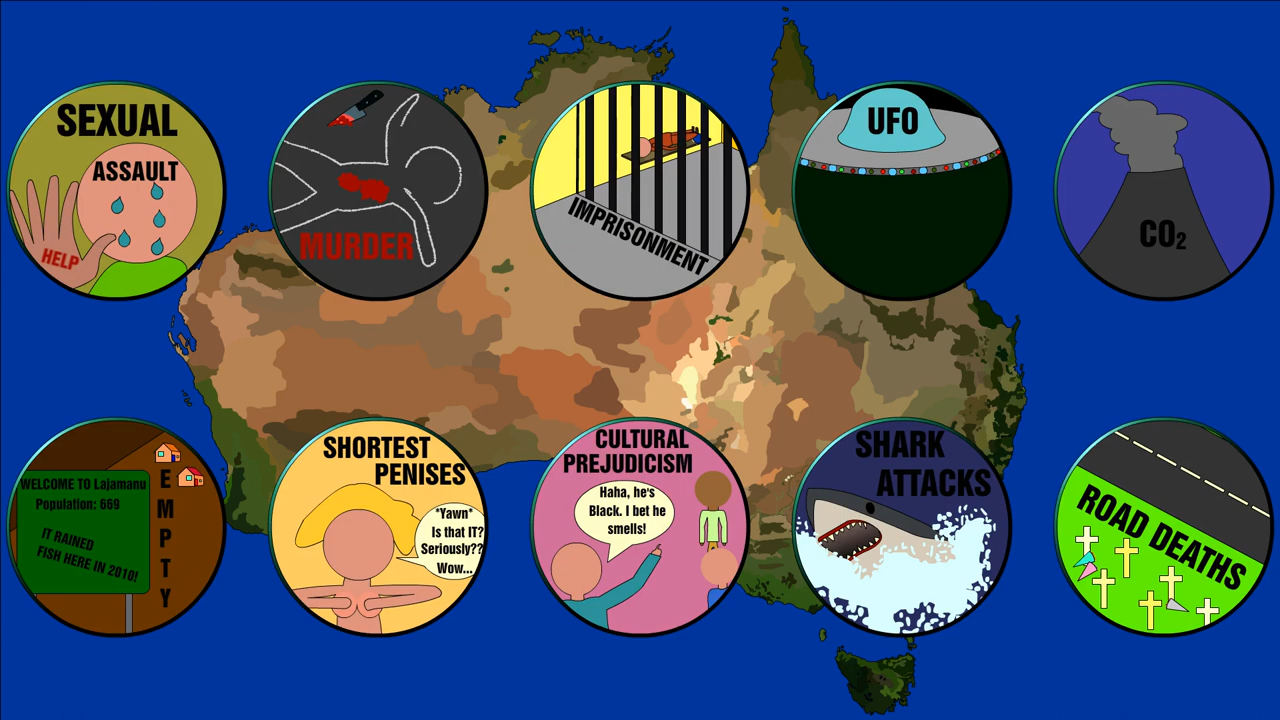 SEXUAL
ASSAULT
HELP
MURDER
IMPRISONMENT
UFO
CO₂
WELCOME TO Lajamanu
Population: 669
IT RAINED
FISH HERE IN 2010!
EMPTY
SHORTEST
PENISES
*Yawn*
Is that IT?
Seriously??
Wow...
CULTURAL
PREJUDICISM
Haha, he's
Black. I bet he
smells!
SHARK
ATTACKS
ROAD DEATHS